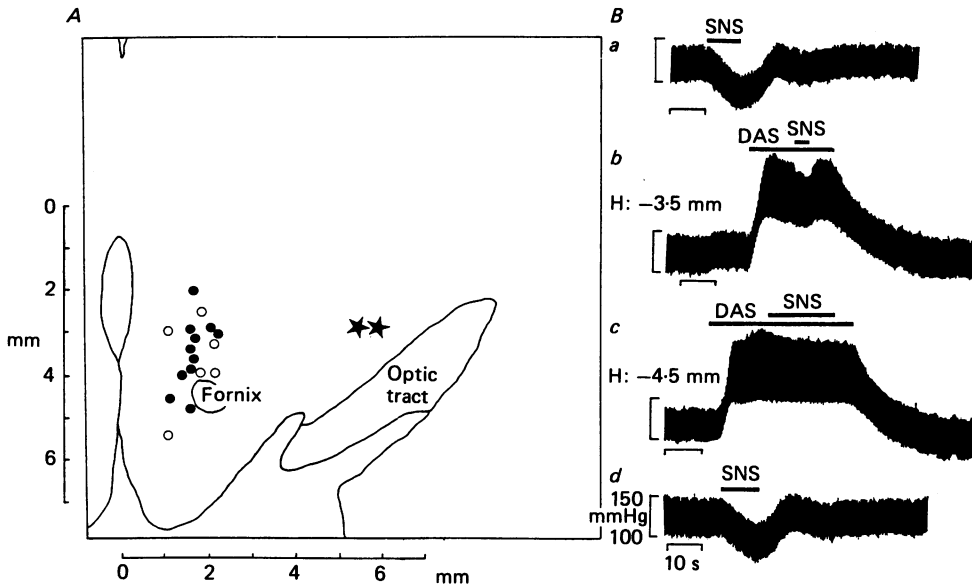 A
0
2
4
6
mm
Fornix
Optic
tract
0 2 4 6 mm
B
a
SNS
b
DAS SNS
H: −3·5 mm
c
DAS SNS
H: −4·5 mm
d
SNS
150
mmHg
100
10 s